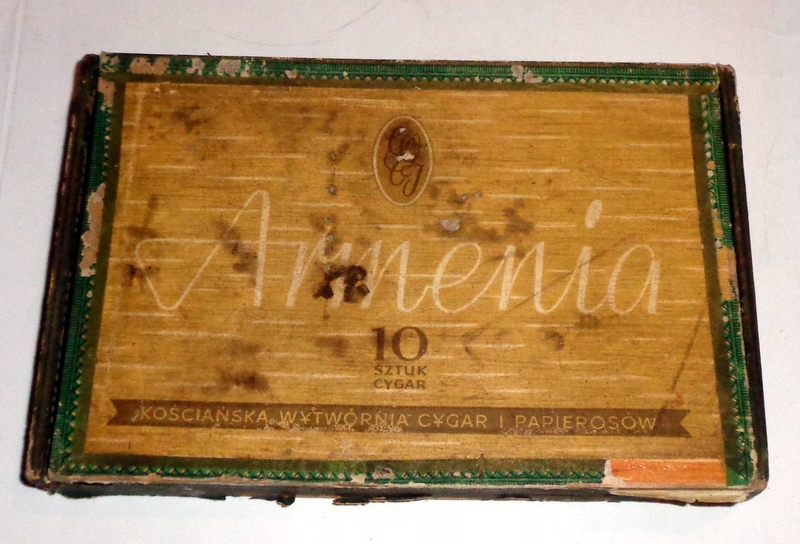 Armenia
10
SZTUK
CYGAR
KOŚCIAŃSKA WYTWÓRNIA CYGAR I PAPIEROSÓW